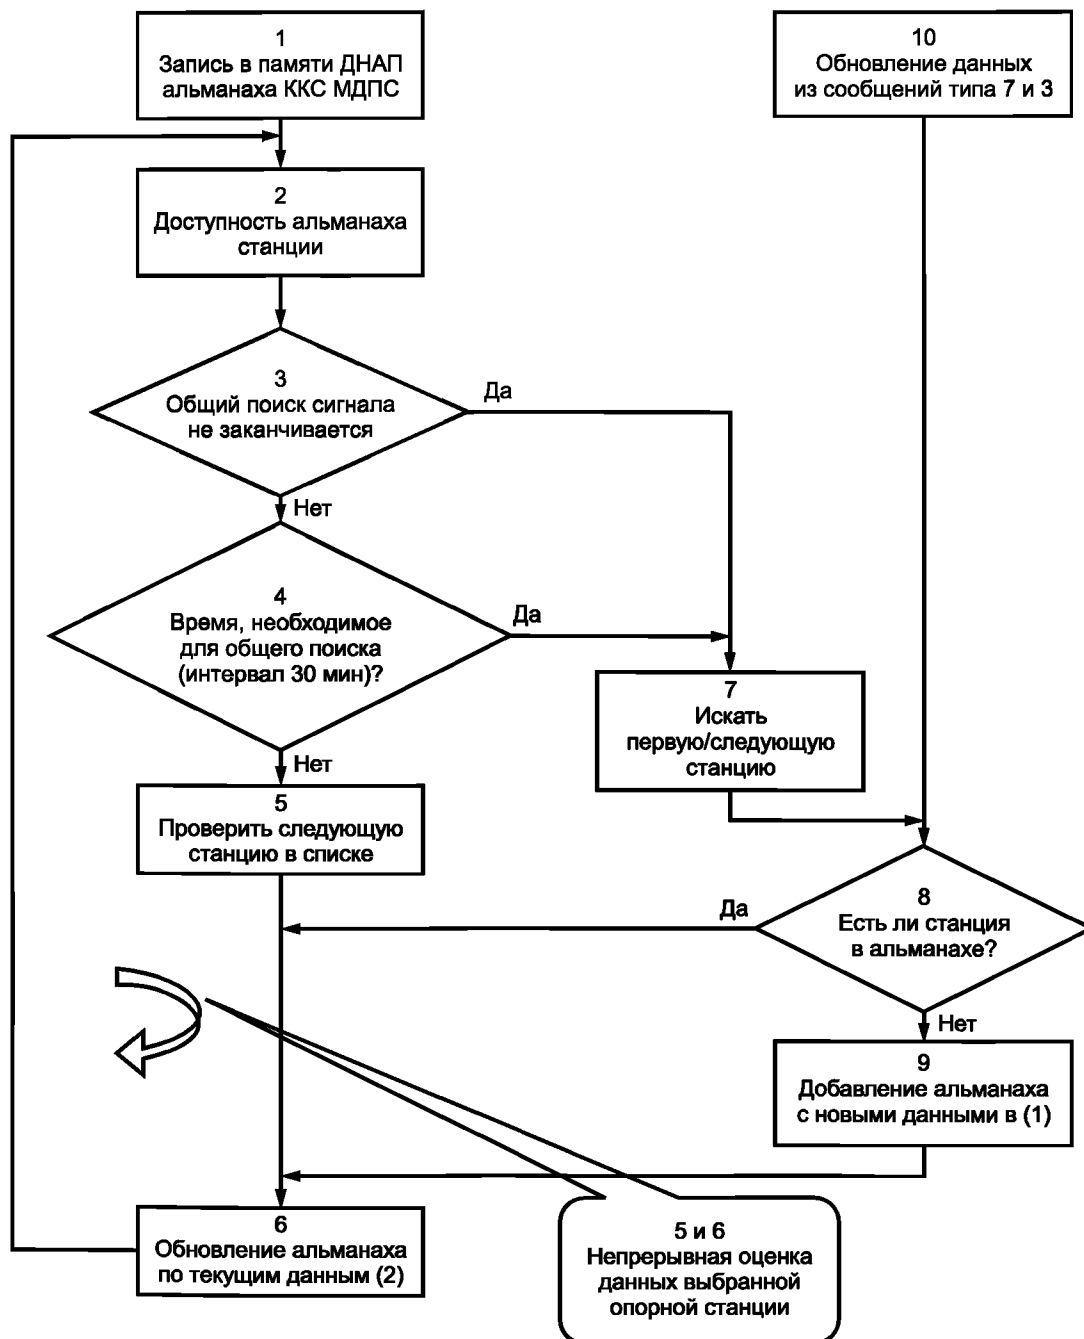 1
Запись в памяти ДНАП
альманаха ККС МДПС
10
Обновление данных
из сообщений типа 7 и 3
2
Доступность альманаха
станции
3
Общий поиск сигнала
не заканчивается
Да
Нет
4
Время, необходимое
для общего поиска
(интервал 30 мин)?
Да
Нет
7
Искать
первую/следующую
станцию
5
Проверить следующую
станцию в списке
8
Есть ли станция
в альманахе?
Да
Нет
9
Добавление альманаха
с новыми данными в (1)
6
Обновление альманаха
по текущим данным (2)
5 и 6
Непрерывная оценка
данных выбранной
опорной станции